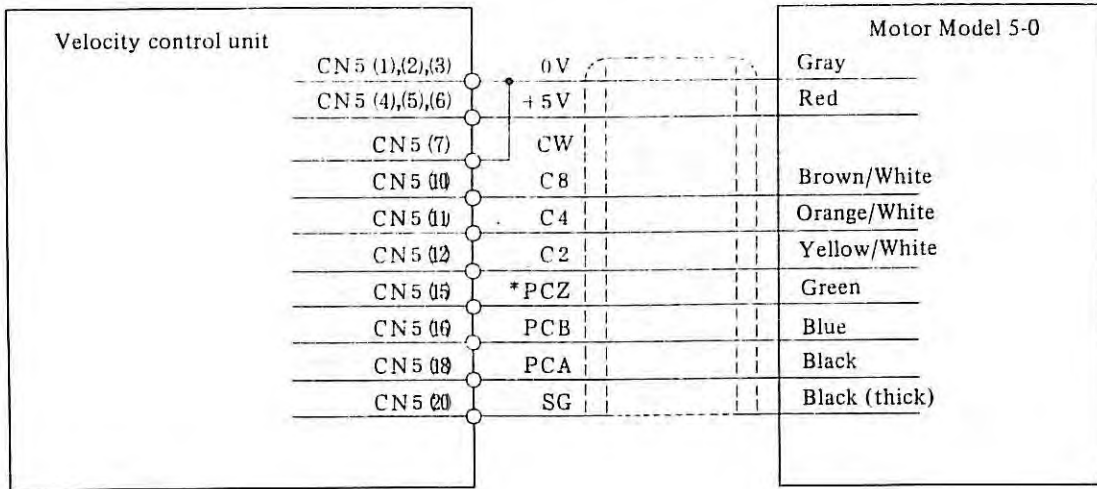 Velocity control unit
Motor Model 5-0
CN5 (1),(2),(3) 0V Gray
CN5 (4),(5),(6) +5V Red
CN5 (7) CW
CN5 (10) C8 Brown/White
CN5 (11) C4 Orange/White
CN5 (12) C2 Yellow/White
CN5 (15) *PCZ Green
CN5 (16) PCB Blue
CN5 (18) PCA Black
CN5 (20) SG Black (thick)